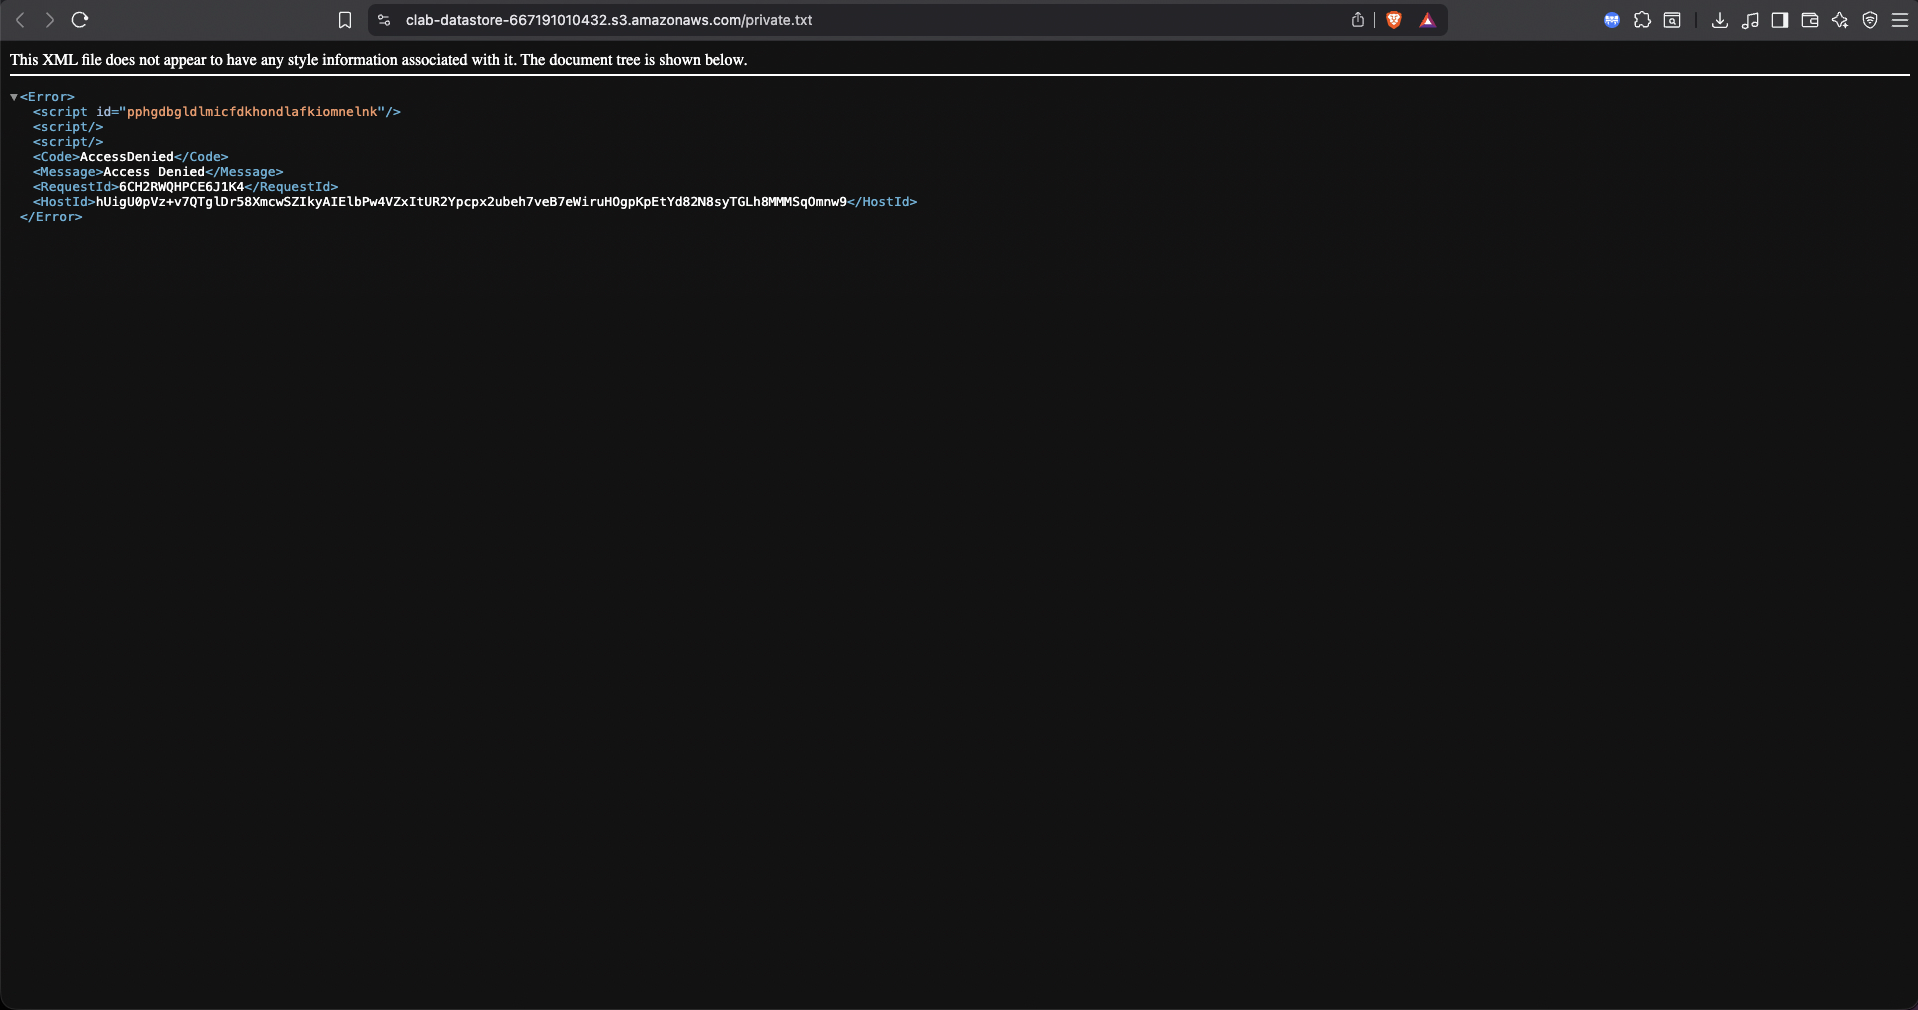 clab-datastore-667191010432.s3.amazonaws.com/private.txt
This XML file does not appear to have any style information associated with it. The document tree is shown below.
▼<Error>
<script id="pphgdbgldlmicfdkhondlafkiomnelnk"/>
<script/>
<script/>
<Code>AccessDenied</Code>
<Message>Access Denied</Message>
<RequestId>6CH2RWQHPCE6J1K4</RequestId>
<HostId>hUigU0pVz+v7QTglDr58XmcwSZIkyAIElbPw4VZxItUR2Ypcpx2ubeh7veB7eWiruHOgpKpEtYd82N8syTGLh8MMMSqOmnw9</HostId>
</Error>